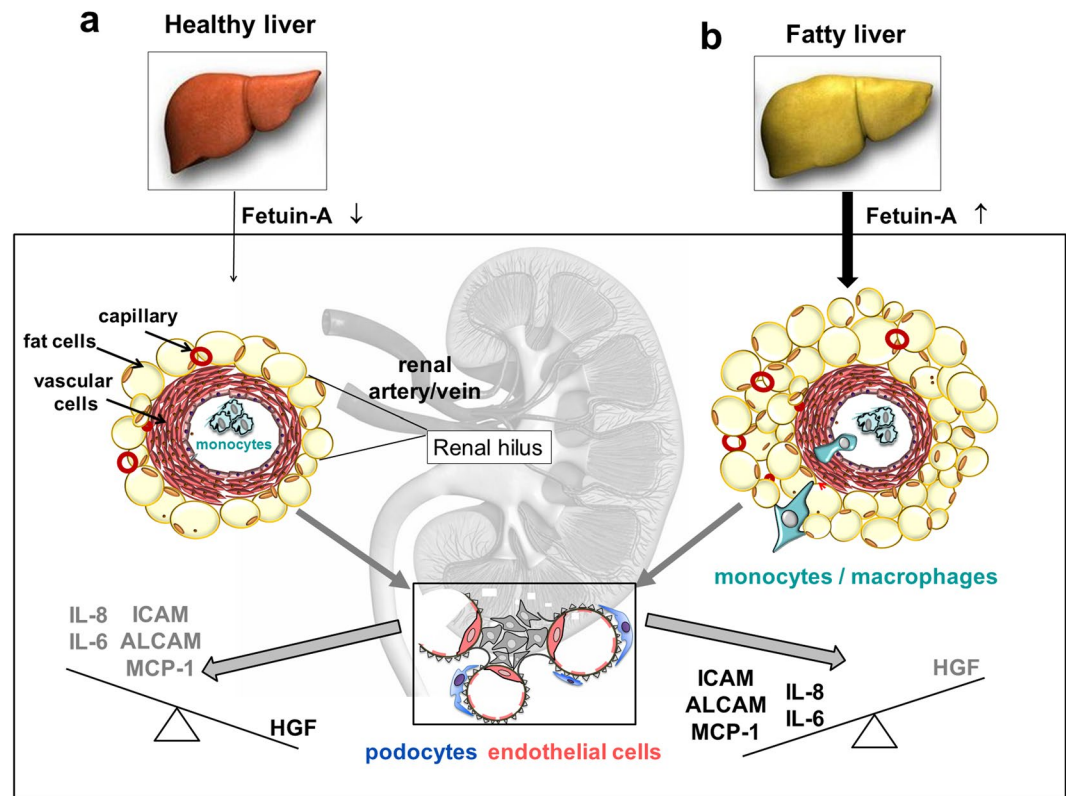 a
Healthy liver
b
Fatty liver
Fetuin-A ↓
Fetuin-A ↑
capillary
fat cells
vascular
cells
monocytes
renal
artery/vein
Renal hilus
monocytes / macrophages
IL-8 ICAM
IL-6 ALCAM
MCP-1
HGF
HGF
ICAM
ALCAM
MCP-1
IL-8
IL-6
podocytes endothelial cells